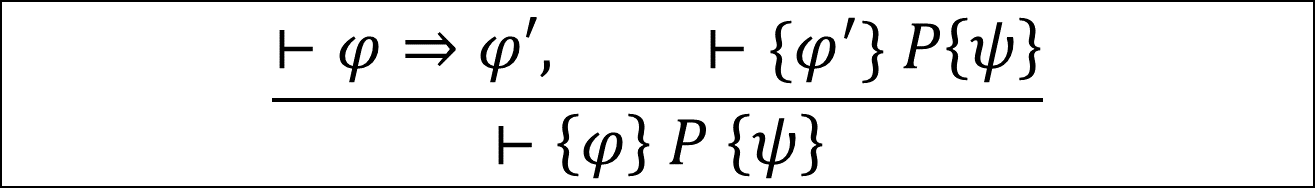 ⊢ φ ⇒ φ′, ⊢ {φ′} P{ψ}
⊢ {φ} P {ψ}